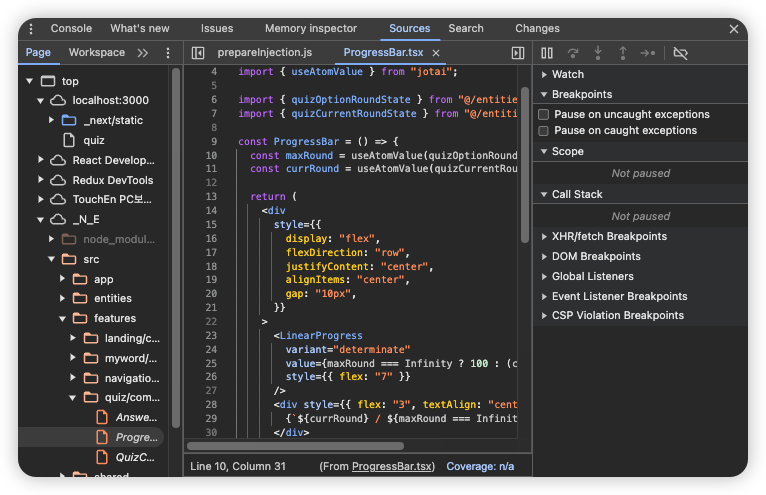 Console What's new Issues Memory inspector Sources Search Changes
Page Workspace
top
localhost:3000
_next/static
quiz
React Develop...
Redux DevTools
TouchEn PC보...
_N_E
node_modul...
src
app
entities
features
landing/c...
myword/...
navigatio...
quiz/com...
Answe...
Progre...
QuizC...
shared
prepareInjection.js ProgressBar.tsx
4 import { useAtomValue } from "jotai";
5
6 import { quizOptionRoundState } from "@/entitie
7 import { quizCurrentRoundState } from "@/entiti
8
9 const ProgressBar = () => {
10 const maxRound = useAtomValue(quizOptionRound
11 const currRound = useAtomValue(quizCurrentRou
12
13 return (
14 <div
15 style={{
16 display: "flex",
17 flexDirection: "row",
18 justifyContent: "center",
19 alignItems: "center",
20 gap: "10px",
21 }}
22 >
23 <LinearProgress
24 variant="determinate"
25 value={maxRound === Infinity ? 100 : (c
26 style={{ flex: "7" }}
27 />
28 <div style={{ flex: "3", textAlign: "cent
29 {`${currRound} / ${maxRound === Infinit
30 </div>
Line 10, Column 31 (From ProgressBar.tsx) Coverage: n/a
Watch
Breakpoints
Pause on uncaught exceptions
Pause on caught exceptions
Scope
Not paused
Call Stack
Not paused
XHR/fetch Breakpoints
DOM Breakpoints
Global Listeners
Event Listener Breakpoints
CSP Violation Breakpoints